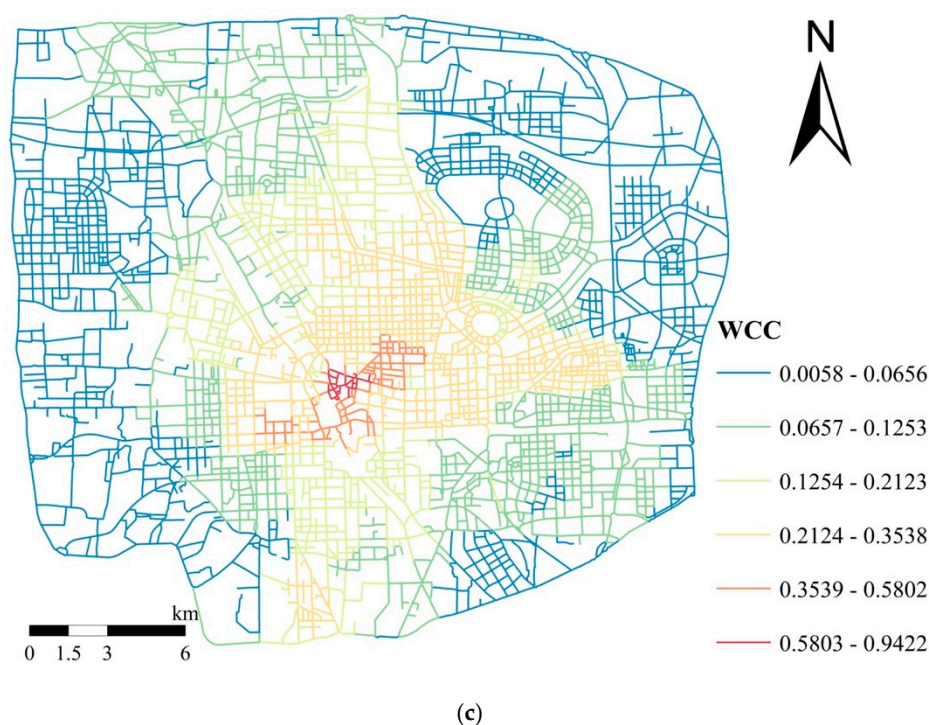 N
WCC
0.0058 - 0.0656
0.0657 - 0.1253
0.1254 - 0.2123
0.2124 - 0.3538
0.3539 - 0.5802
0.5803 - 0.9422
km
0 1.5 3 6
(c)